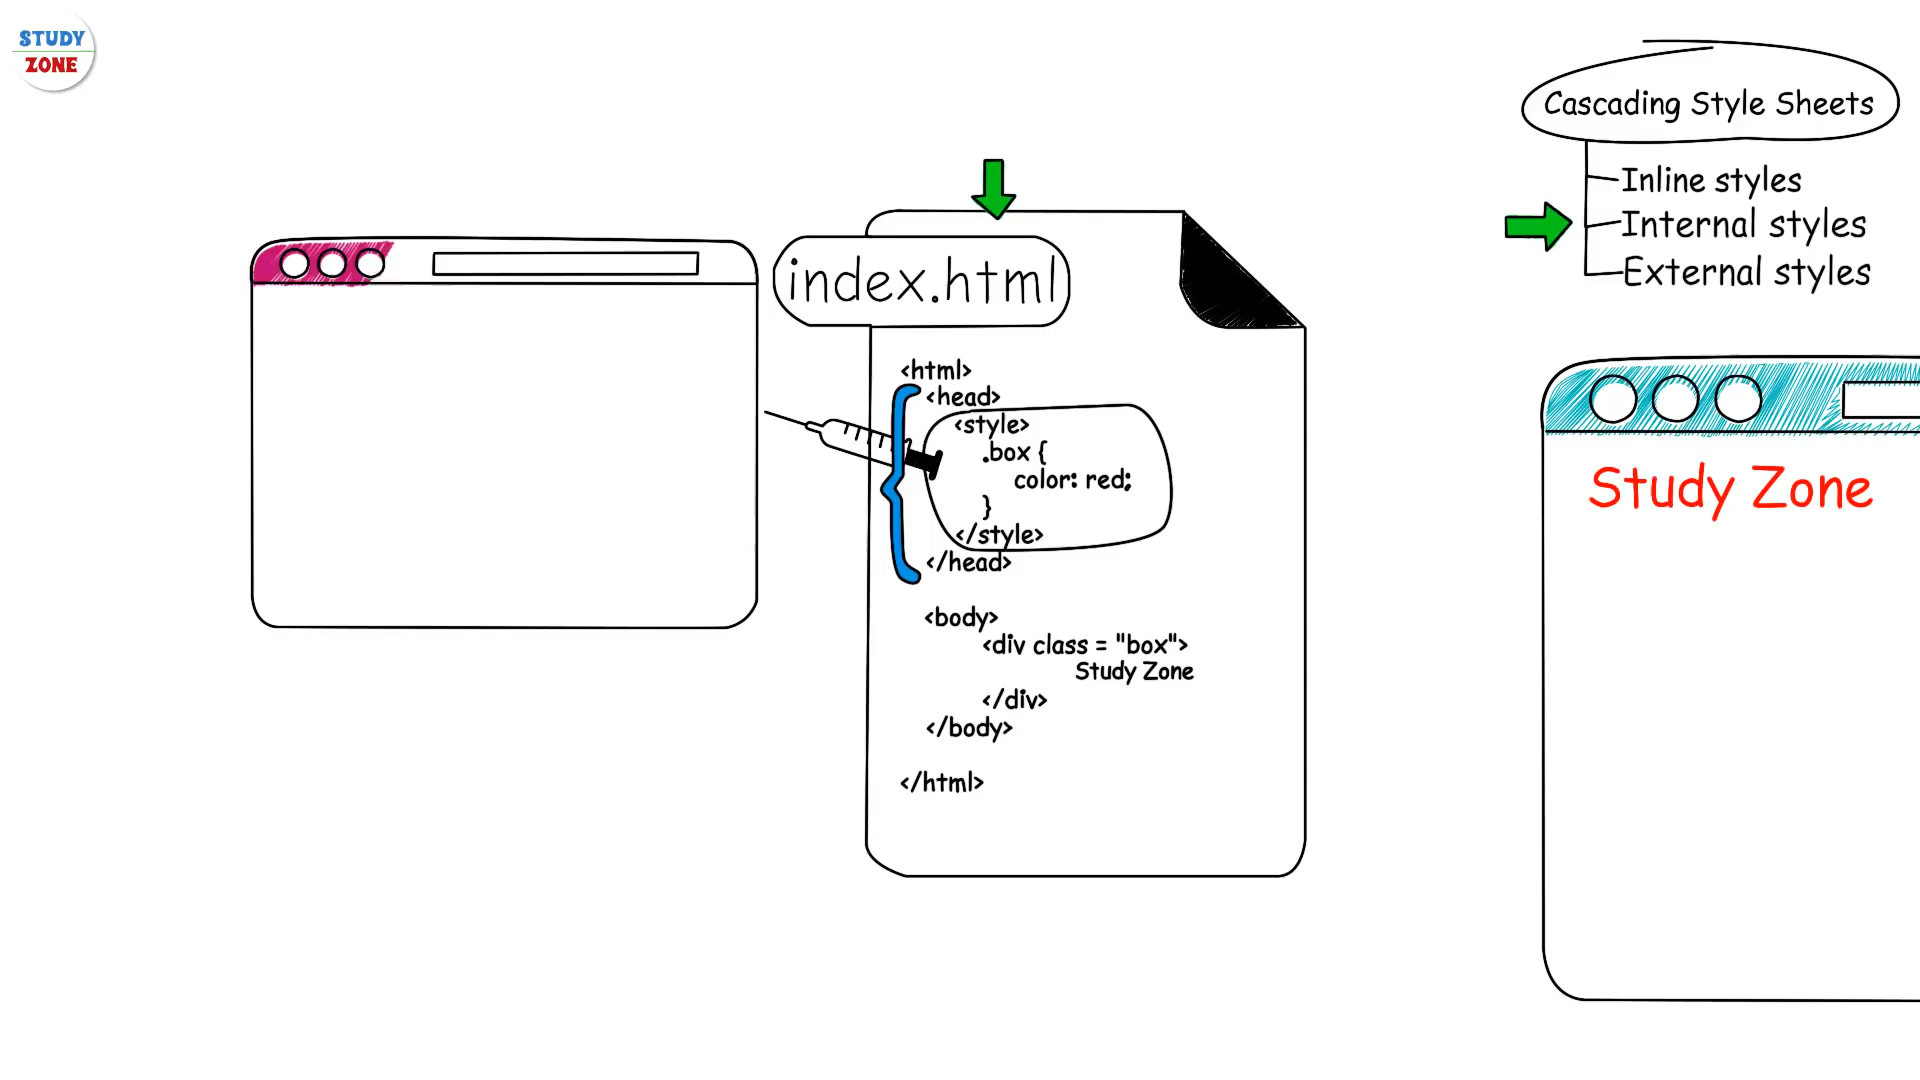 STUDY
ZONE
Cascading Style Sheets
Inline styles
Internal styles
External styles
index.html
<html>
<head>
<style>
.box {
color: red;
}
</style>
</head>
<body>
<div class = "box">
Study Zone
</div>
</body>
</html>
Study Zone